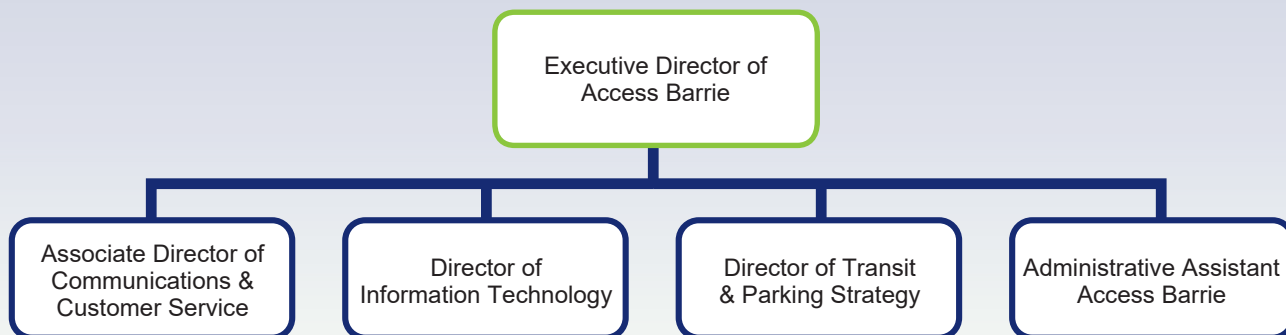 Executive Director of
Access Barrie
Associate Director of
Communications &
Customer Service
Director of
Information Technology
Director of Transit
& Parking Strategy
Administrative Assistant
Access Barrie